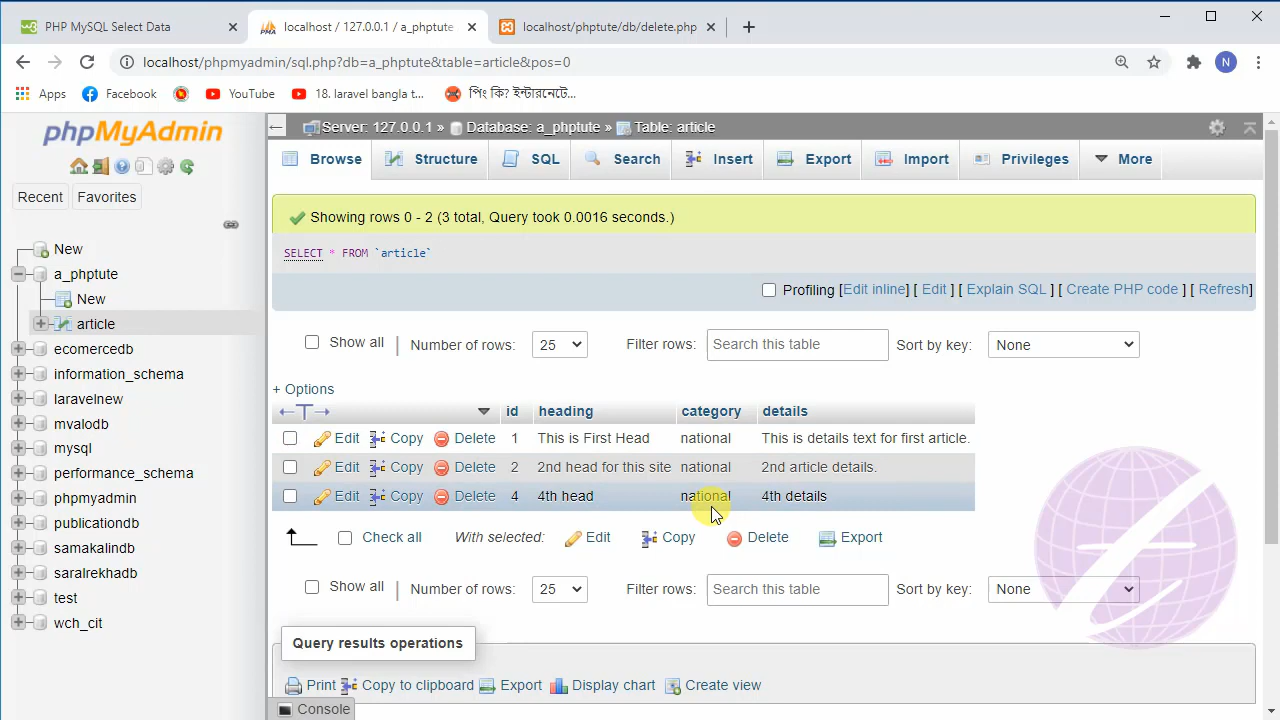 PHP MySQL Select Data
localhost / 127.0.0.1 / a_phptute
localhost/phptute/db/delete.php
localhost/phpmyadmin/sql.php?db=a_phptute&table=article&pos=0
N
Apps
Facebook
YouTube
18. laravel bangla t...
পিং কি? ইন্টারনেটে...
phpMyAdmin
Recent
Favorites
New
a_phptute
New
article
ecomercedb
information_schema
laravelnew
mvalodb
mysql
performance_schema
phpmyadmin
publicationdb
samakalindb
saralrekhadb
test
wch_cit
Server: 127.0.0.1 » Database: a_phptute » Table: article
Browse Structure SQL Search Insert Export Import Privileges More
Showing rows 0 - 2 (3 total, Query took 0.0016 seconds.)
SELECT * FROM `article`
Profiling [Edit inline] [ Edit ] [ Explain SQL ] [ Create PHP code ] [ Refresh]
Show all | Number of rows: 25 Filter rows: Search this table Sort by key: None
+ Options
←T→ id heading category details
Edit Copy Delete 1 This is First Head national This is details text for first article.
Edit Copy Delete 2 2nd head for this site national 2nd article details.
Edit Copy Delete 4 4th head national 4th details
Check all With selected: Edit Copy Delete Export
Show all | Number of rows: 25 Filter rows: Search this table Sort by key: None
Query results operations
Print Copy to clipboard Export Display chart Create view
Console